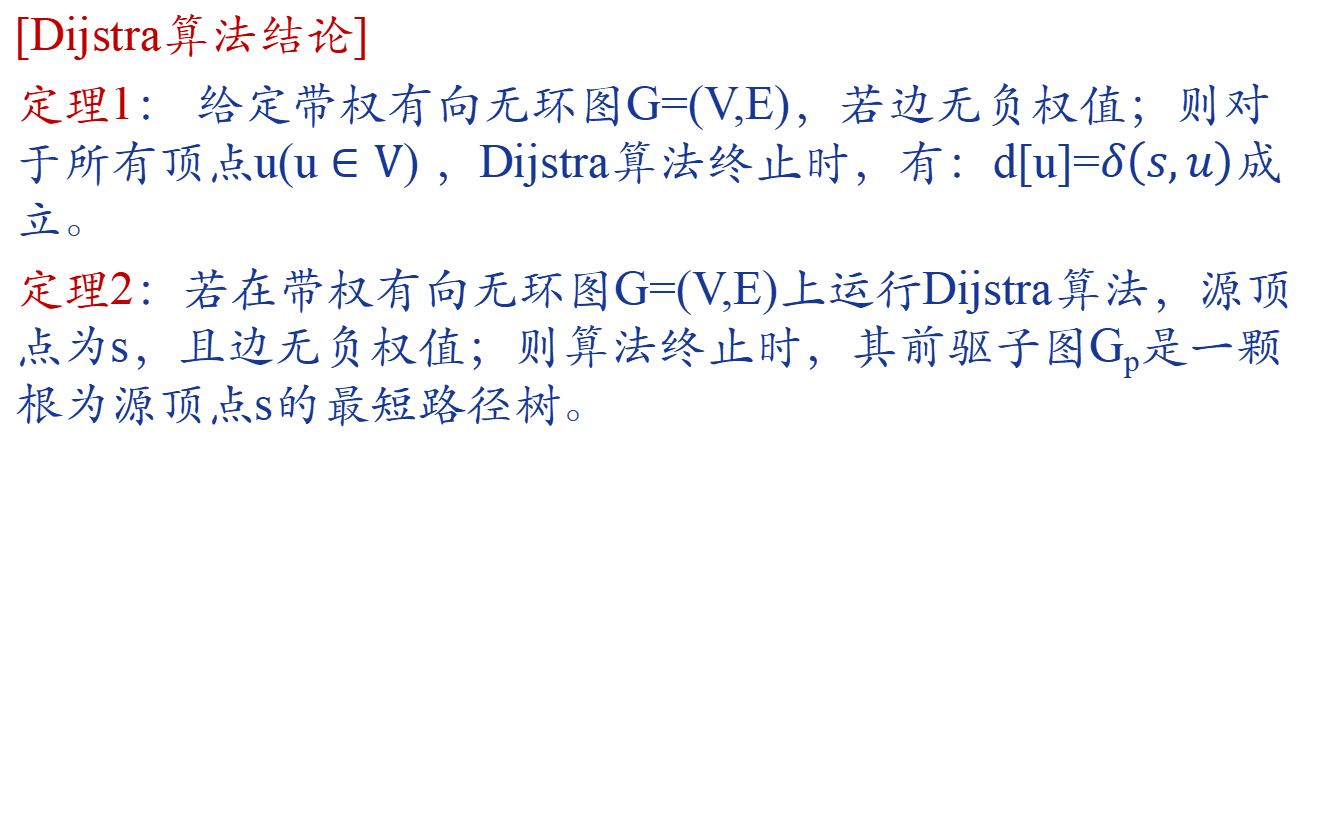 [Dijstra算法结论]
定理1： 给定带权有向无环图G=(V,E)，若边无负权值；则对
于所有顶点u(u ∈ V) ，Dijstra算法终止时，有：d[u]=δ(s,u)成
立。
定理2：若在带权有向无环图G=(V,E)上运行Dijstra算法，源顶
点为s，且边无负权值；则算法终止时，其前驱子图Gp是一颗
根为源顶点s的最短路径树。